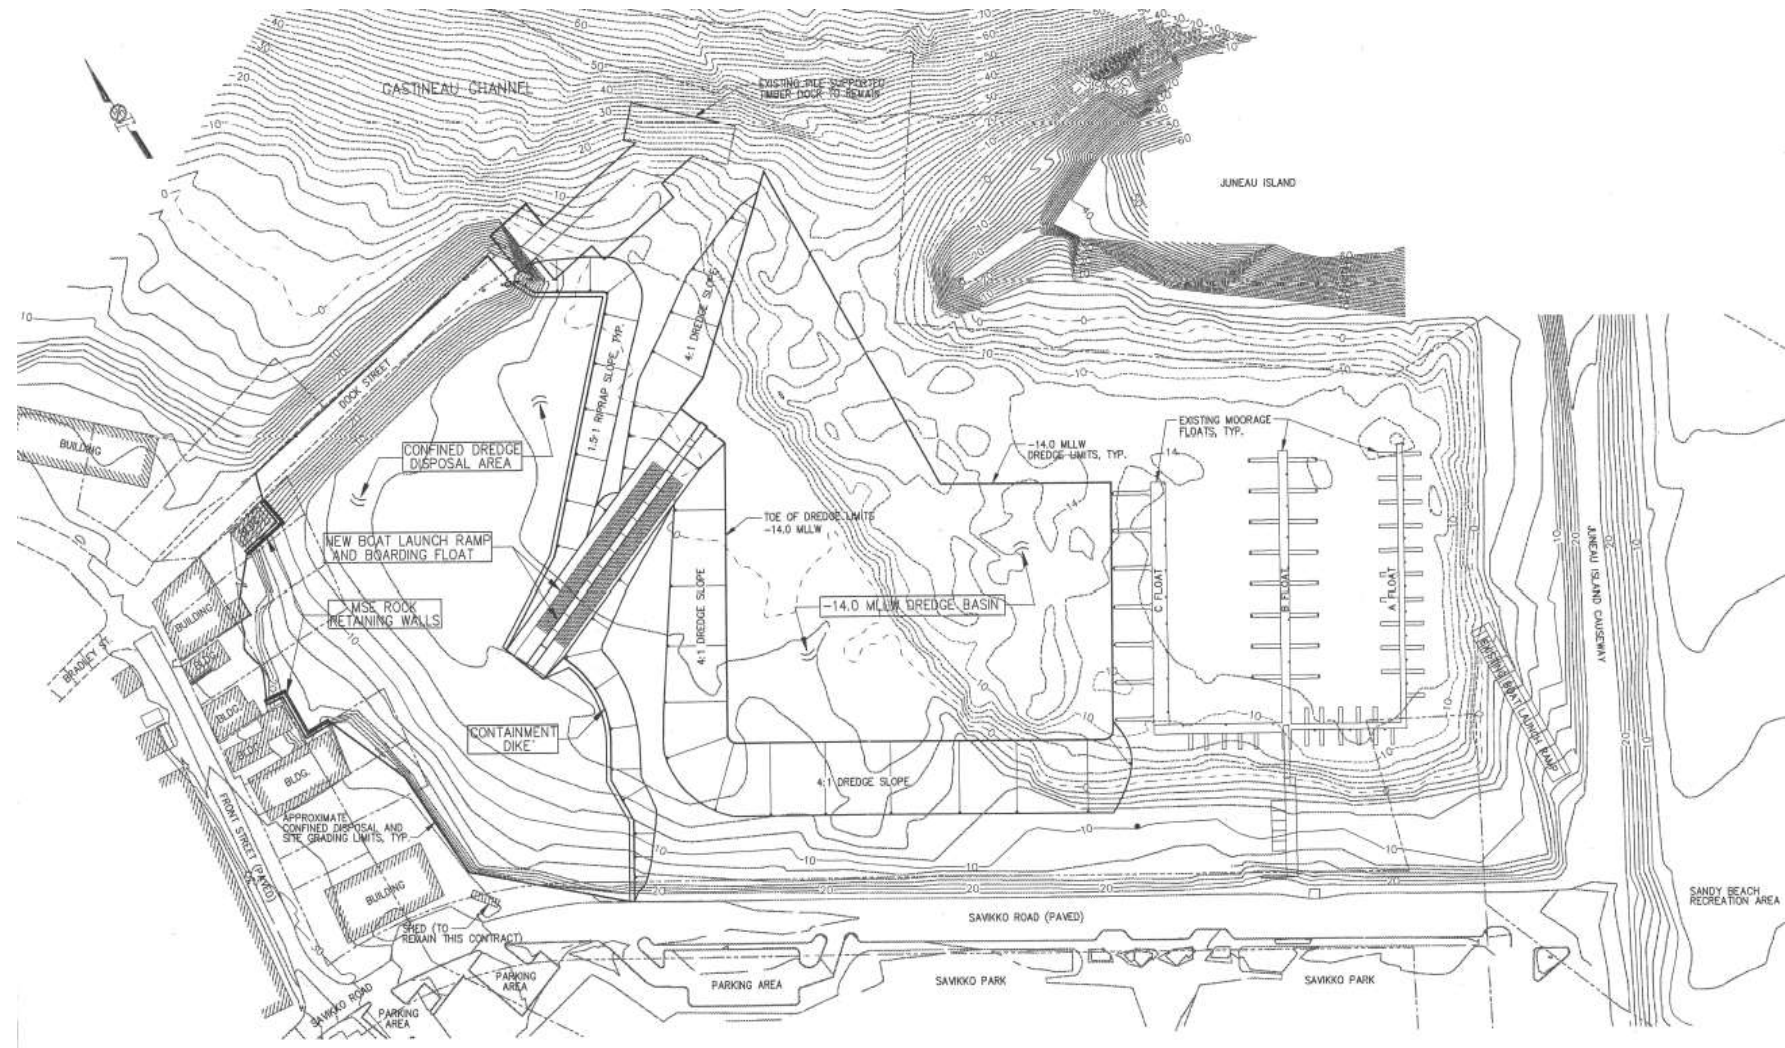 GASTINEAU CHANNEL
EXISTING PILE SUPPORTED
TIMBER DOCK TO REMAIN
JUNEAU ISLAND
DOCK STREET
4:1 DREDGE SLOPE
1.5:1 RIPRAP SLOPE, TYP.
BUILDING
CONFINED DREDGE
DISPOSAL AREA
EXISTING MOORAGE
FLOATS, TYP.
-14.0 MLLW
DREDGE LIMITS, TYP.
TOE OF DREDGE LIMITS
-14.0 MLLW
NEW BOAT LAUNCH RAMP
AND BOARDING FLOAT
MSE ROCK
RETAINING WALLS
-14.0 MLLW DREDGE BASIN
C FLOAT
B FLOAT
A FLOAT
JUNEAU ISLAND CAUSEWAY
EXISTING BOAT LAUNCH RAMP
4:1 DREDGE SLOPE
BUILDING
BLDG.
BRADLEY ST.
BLDG.
BLDG.
BLDG.
CONTAINMENT
DIKE
4:1 DREDGE SLOPE
FRONT STREET (PAVED)
APPROXIMATE
CONFINED DISPOSAL AND
SITE GRADING LIMITS, TYP.
BUILDING
SHED (TO
REMAIN THIS CONTRACT)
SAVIKKO ROAD (PAVED)
SANDY BEACH
RECREATION AREA
SAVIKKO ROAD
PARKING
AREA
PARKING
AREA
PARKING AREA
SAVIKKO PARK
SAVIKKO PARK